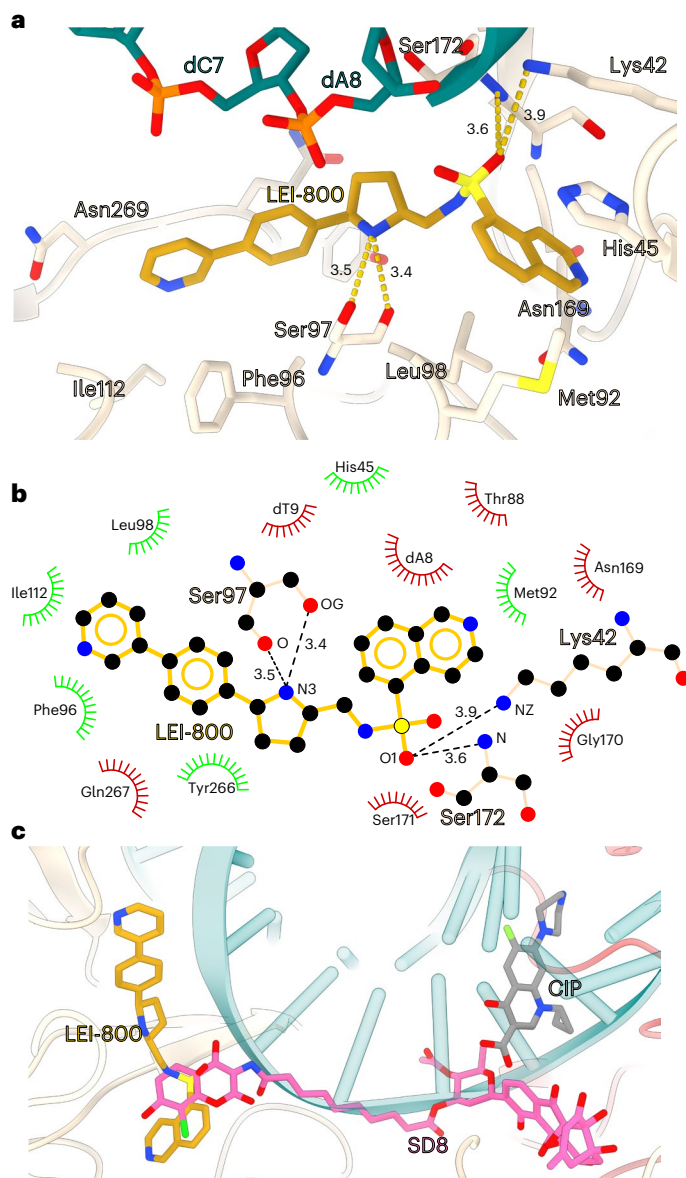 a
Ser172
Lys42
dC7
dA8
3.6
3.9
LEI-800
Asn269
His45
3.5
3.4
Asn169
Ser97
Leu98
Ile112
Phe96
Met92
b
His45
dT9
Thr88
Leu98
dA8
Asn169
Ile112
Ser97
OG
Met92
Lys42
O
3.4
3.5
N3
Phe96
3.9
NZ
LEI-800
N
Gly170
O1
3.6
Gln267
Tyr266
Ser171
Ser172
c
CIP
LEI-800
SD8